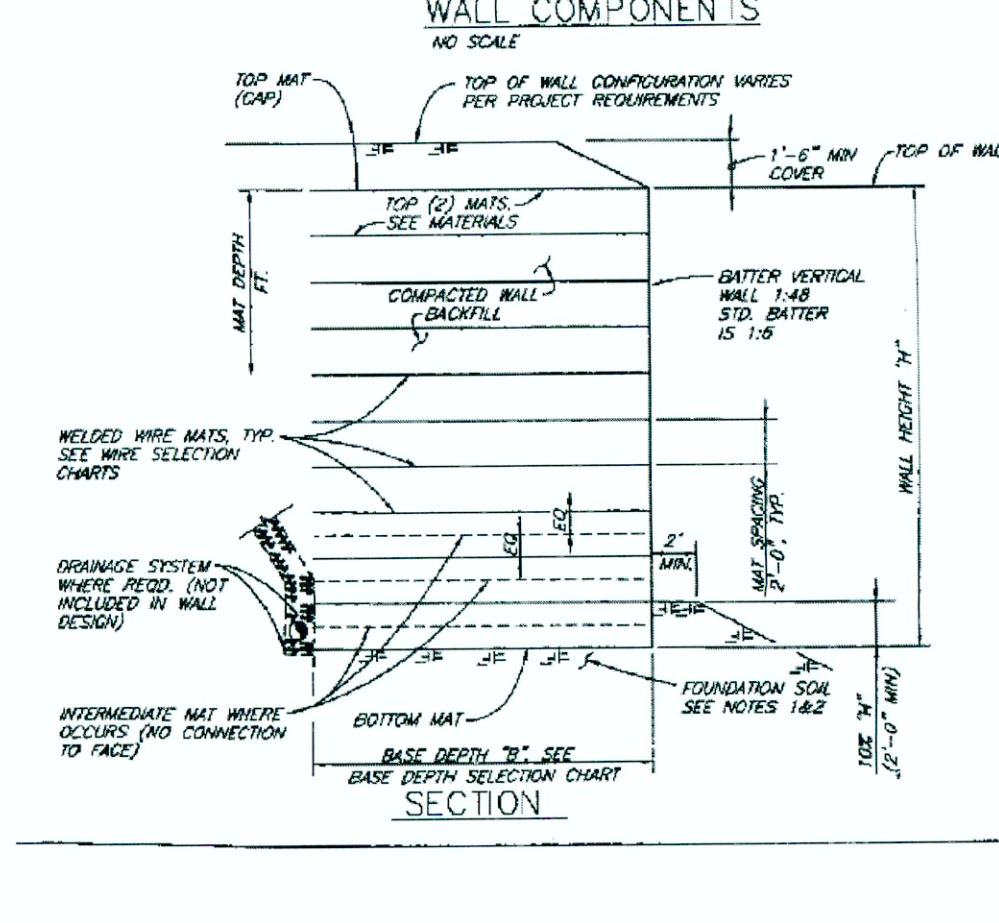 WALL COMPONENTS
NO SCALE
TOP MAT
(CAP)
TOP OF WALL CONFIGURATION VARIES
PER PROJECT REQUIREMENTS
1'-6" MIN
COVER
TOP OF WAL
TOP (2) MATS.
SEE MATERIALS
MAT DEPTH
FT.
COMPACTED WALL
BACKFILL
BATTER VERTICAL
WALL 1:48
STD. BATTER
IS 1:6
WALL HEIGHT "H"
WELDED WIRE MATS, TYP.
SEE WIRE SELECTION
CHARTS
MAT SPACING
2'-0", TYP.
EQ
EQ
2'
MIN.
DRAINAGE SYSTEM
WHERE REQD. (NOT
INCLUDED IN WALL
DESIGN)
FOUNDATION SOIL
SEE NOTES 1&2
10% "H"
(2'-0" MIN)
INTERMEDIATE MAT WHERE
OCCURS (NO CONNECTION
TO FACE)
BOTTOM MAT
BASE DEPTH "B". SEE
BASE DEPTH SELECTION CHART
SECTION